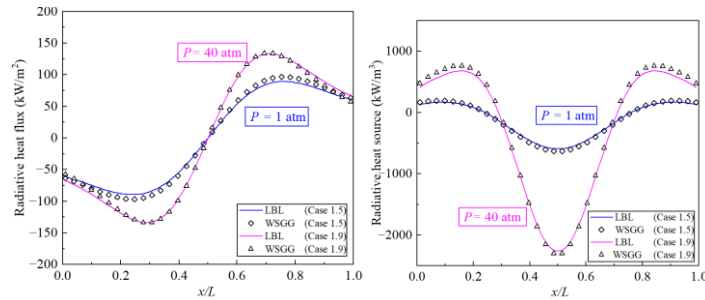 Radiative heat flux (kW/m²)
200
150
100
50
0
−50
−100
−150
−200
P = 40 atm
P = 1 atm
LBL (Case 1.5)
WSGG (Case 1.5)
LBL (Case 1.9)
WSGG (Case 1.9)
0.0 0.2 0.4 0.6 0.8 1.0
x/L
Radiative heat source (kW/m³)
1000
0
−1000
−2000
P = 1 atm
P = 40 atm
LBL (Case 1.5)
WSGG (Case 1.5)
LBL (Case 1.9)
WSGG (Case 1.9)
0.0 0.2 0.4 0.6 0.8 1.0
x/L